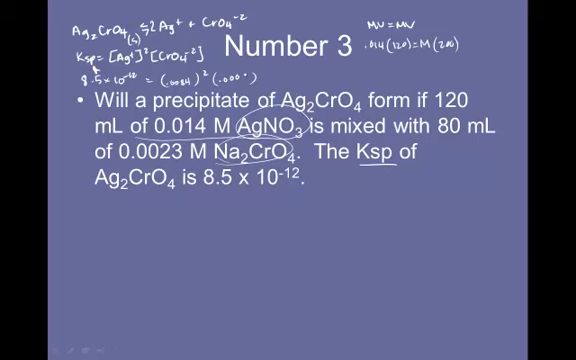 Ag₂CrO₄(s) ⇌ 2Ag⁺ + CrO₄⁻²
Ksp = [Ag⁺]²[CrO₄⁻²]
8.5×10⁻¹² = (.0084)²(.000
MV = MV
.014(120) = M(200)
Number 3
• Will a precipitate of Ag₂CrO₄ form if 120
mL of 0.014 M AgNO₃ is mixed with 80 mL
of 0.0023 M Na₂CrO₄. The Ksp of
Ag₂CrO₄ is 8.5 x 10⁻¹².